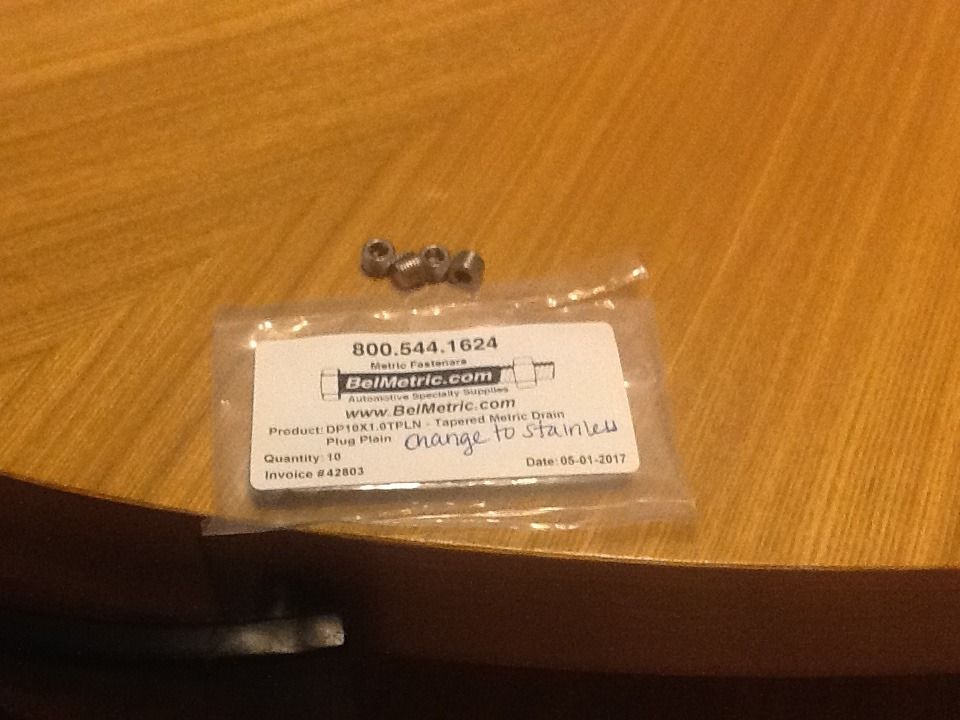 800.544.1624
Metric Fasteners
BelMetric.com
Automotive Specialty Supplies
www.BelMetric.com
Product: DP10X1.0TPLN - Tapered Metric Drain
Plug Plain change to stainless
Quantity: 10
Invoice #42803
Date: 05-01-2017